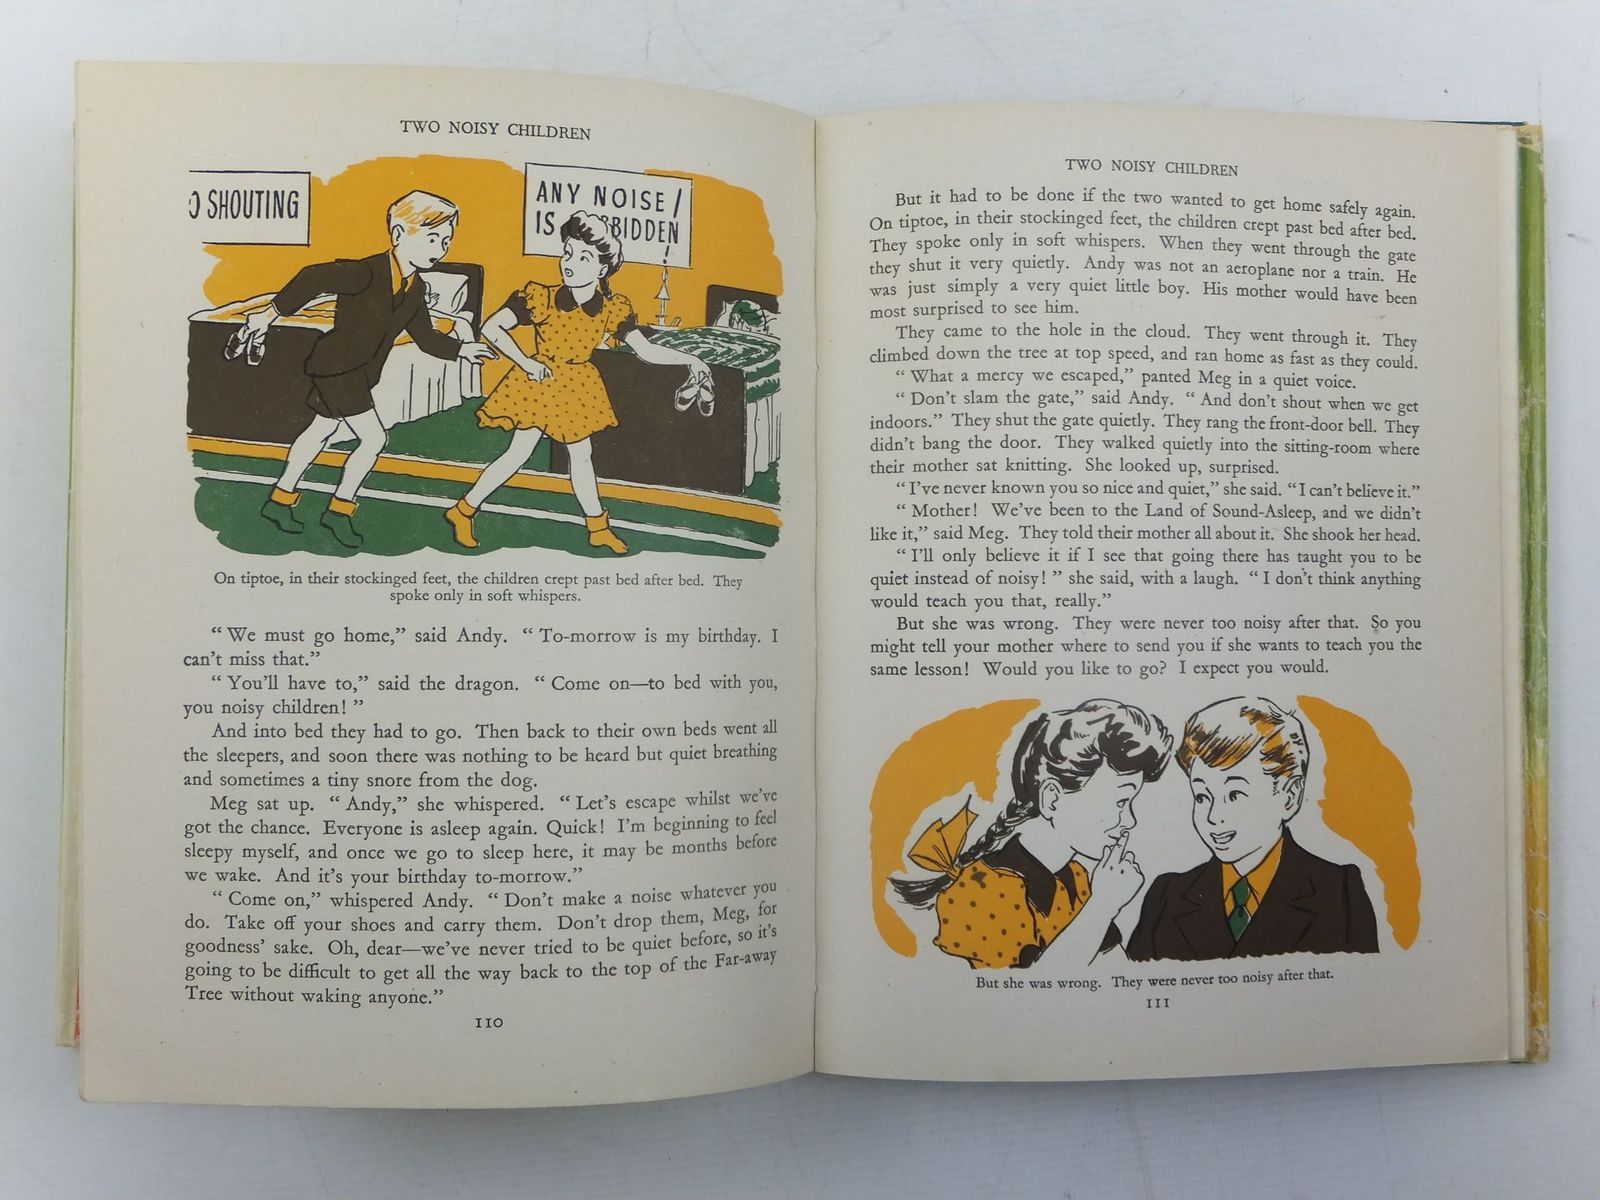 TWO NOISY CHILDREN
SHOUTING
ANY NOISE!
IS
BIDDEN
!
On tiptoe, in their stockinged feet, the children crept past bed after bed. They
spoke only in soft whispers.
“ We must go home,” said Andy. “ To-morrow is my birthday. I
can’t miss that.”
“ You’ll have to,” said the dragon. “ Come on—to bed with you,
you noisy children! ”
And into bed they had to go. Then back to their own beds went all
the sleepers, and soon there was nothing to be heard but quiet breathing
and sometimes a tiny snore from the dog.
Meg sat up. “ Andy,” she whispered. “ Let’s escape whilst we’ve
got the chance. Everyone is asleep again. Quick! I’m beginning to feel
sleepy myself, and once we go to sleep here, it may be months before
we wake. And it’s your birthday to-morrow.”
“ Come on,” whispered Andy. “ Don’t make a noise whatever you
do. Take off your shoes and carry them. Don’t drop them, Meg, for
goodness’ sake. Oh, dear—we’ve never tried to be quiet before, so it’s
going to be difficult to get all the way back to the top of the Far-away
Tree without waking anyone.”
110
TWO NOISY CHILDREN
But it had to be done if the two wanted to get home safely again.
On tiptoe, in their stockinged feet, the children crept past bed after bed.
They spoke only in soft whispers. When they went through the gate
they shut it very quietly. Andy was not an aeroplane nor a train. He
was just simply a very quiet little boy. His mother would have been
most surprised to see him.
They came to the hole in the cloud. They went through it. They
climbed down the tree at top speed, and ran home as fast as they could.
“ What a mercy we escaped,” panted Meg in a quiet voice.
“ Don’t slam the gate,” said Andy. “ And don’t shout when we get
indoors.” They shut the gate quietly. They rang the front-door bell. They
didn’t bang the door. They walked quietly into the sitting-room where
their mother sat knitting. She looked up, surprised.
“ I’ve never known you so nice and quiet,” she said. “ I can’t believe it.”
“ Mother! We’ve been to the Land of Sound-Asleep, and we didn’t
like it,” said Meg. They told their mother all about it. She shook her head.
“ I’ll only believe it if I see that going there has taught you to be
quiet instead of noisy! ” she said, with a laugh. “ I don’t think anything
would teach you that, really.”
But she was wrong. They were never too noisy after that. So you
might tell your mother where to send you if she wants to teach you the
same lesson! Would you like to go? I expect you would.
But she was wrong. They were never too noisy after that.
111